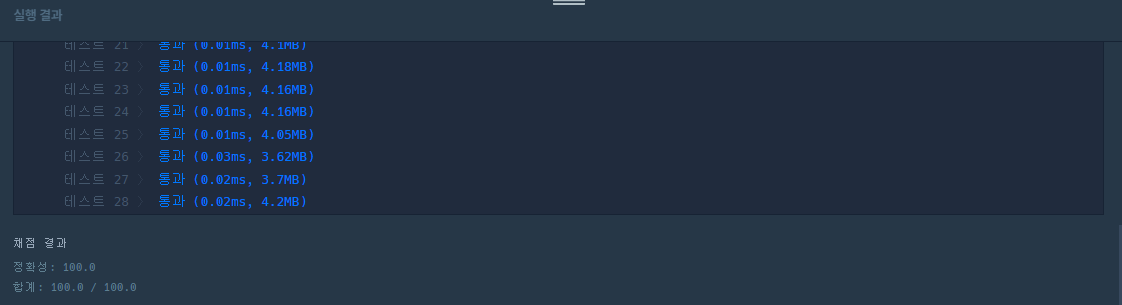 실행 결과
테스트 21 〉 통과 (0.01ms, 4.1MB)
테스트 22 〉 통과 (0.01ms, 4.18MB)
테스트 23 〉 통과 (0.01ms, 4.16MB)
테스트 24 〉 통과 (0.01ms, 4.16MB)
테스트 25 〉 통과 (0.01ms, 4.05MB)
테스트 26 〉 통과 (0.03ms, 3.62MB)
테스트 27 〉 통과 (0.02ms, 3.7MB)
테스트 28 〉 통과 (0.02ms, 4.2MB)
채점 결과
정확성: 100.0
합계: 100.0 / 100.0